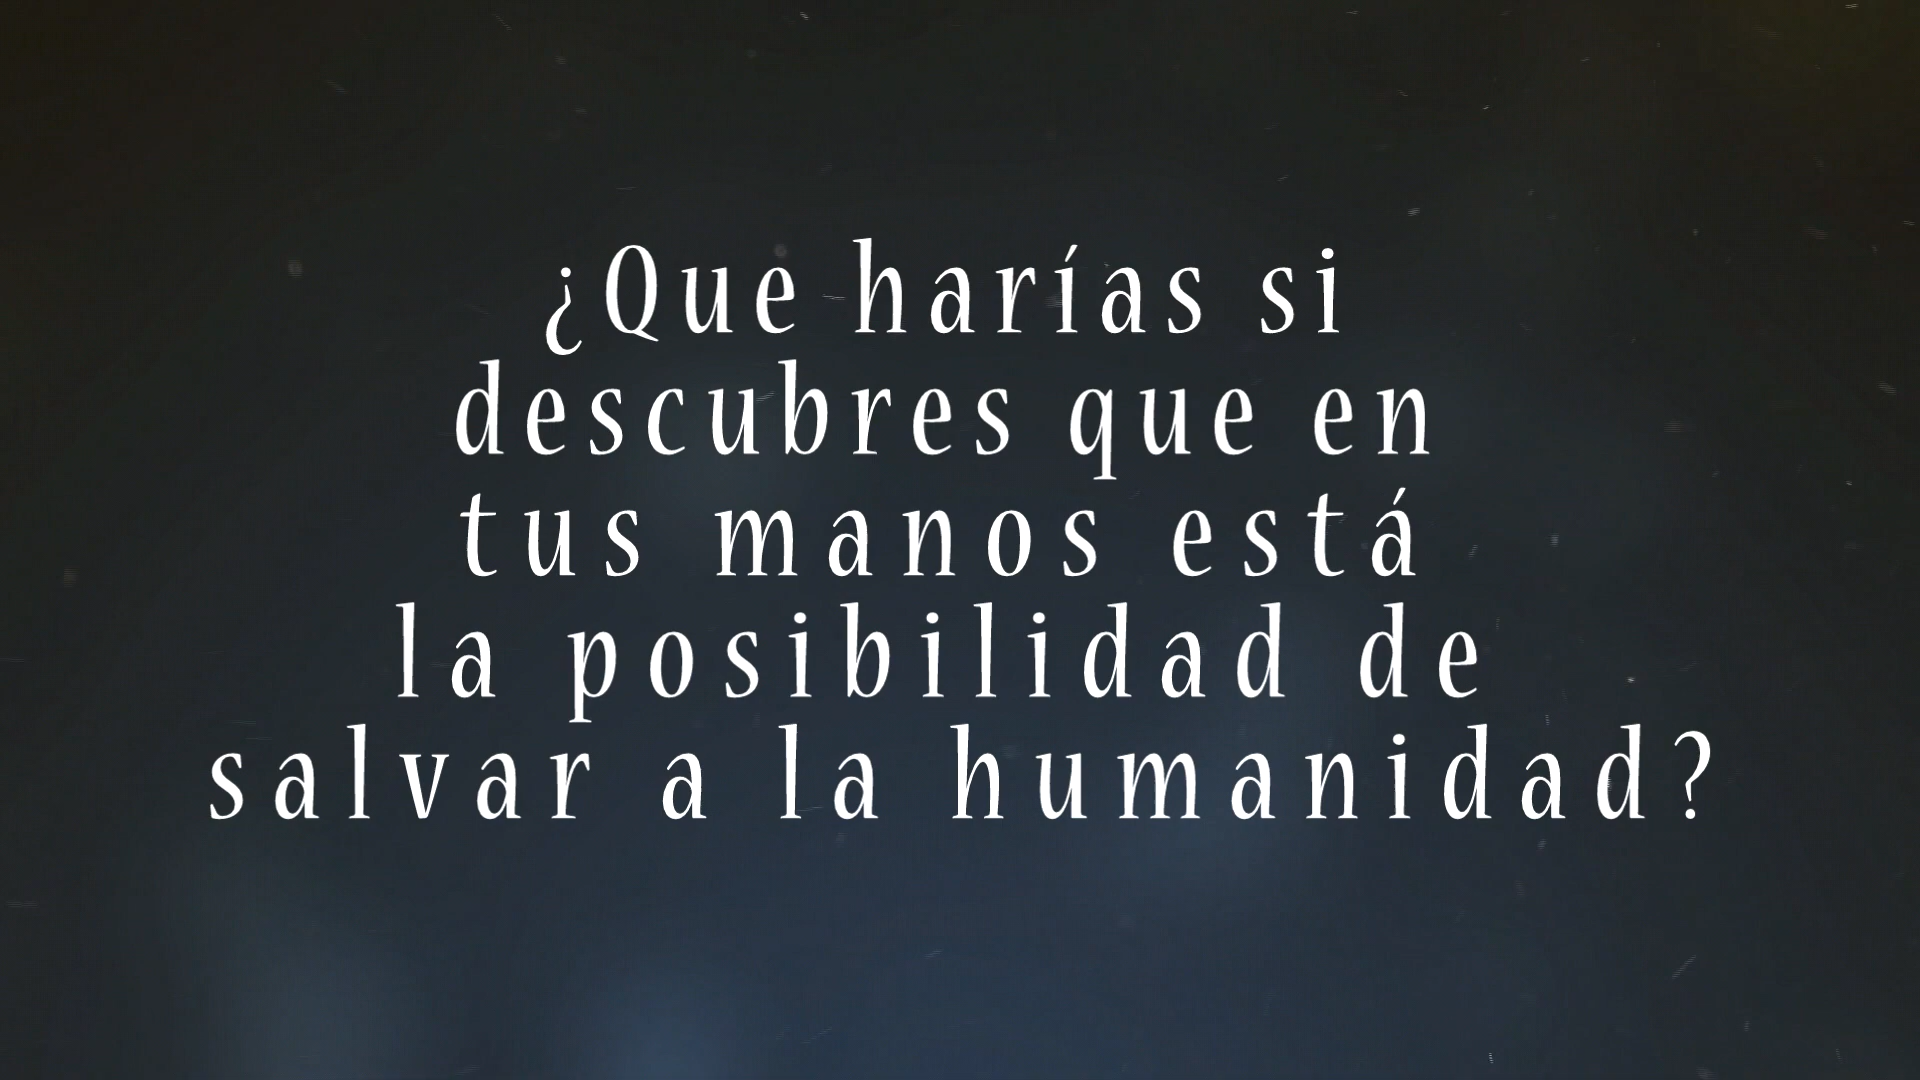 ¿Que harías si
descubres que en
tus manos está
la posibilidad de
salvar a la humanidad?